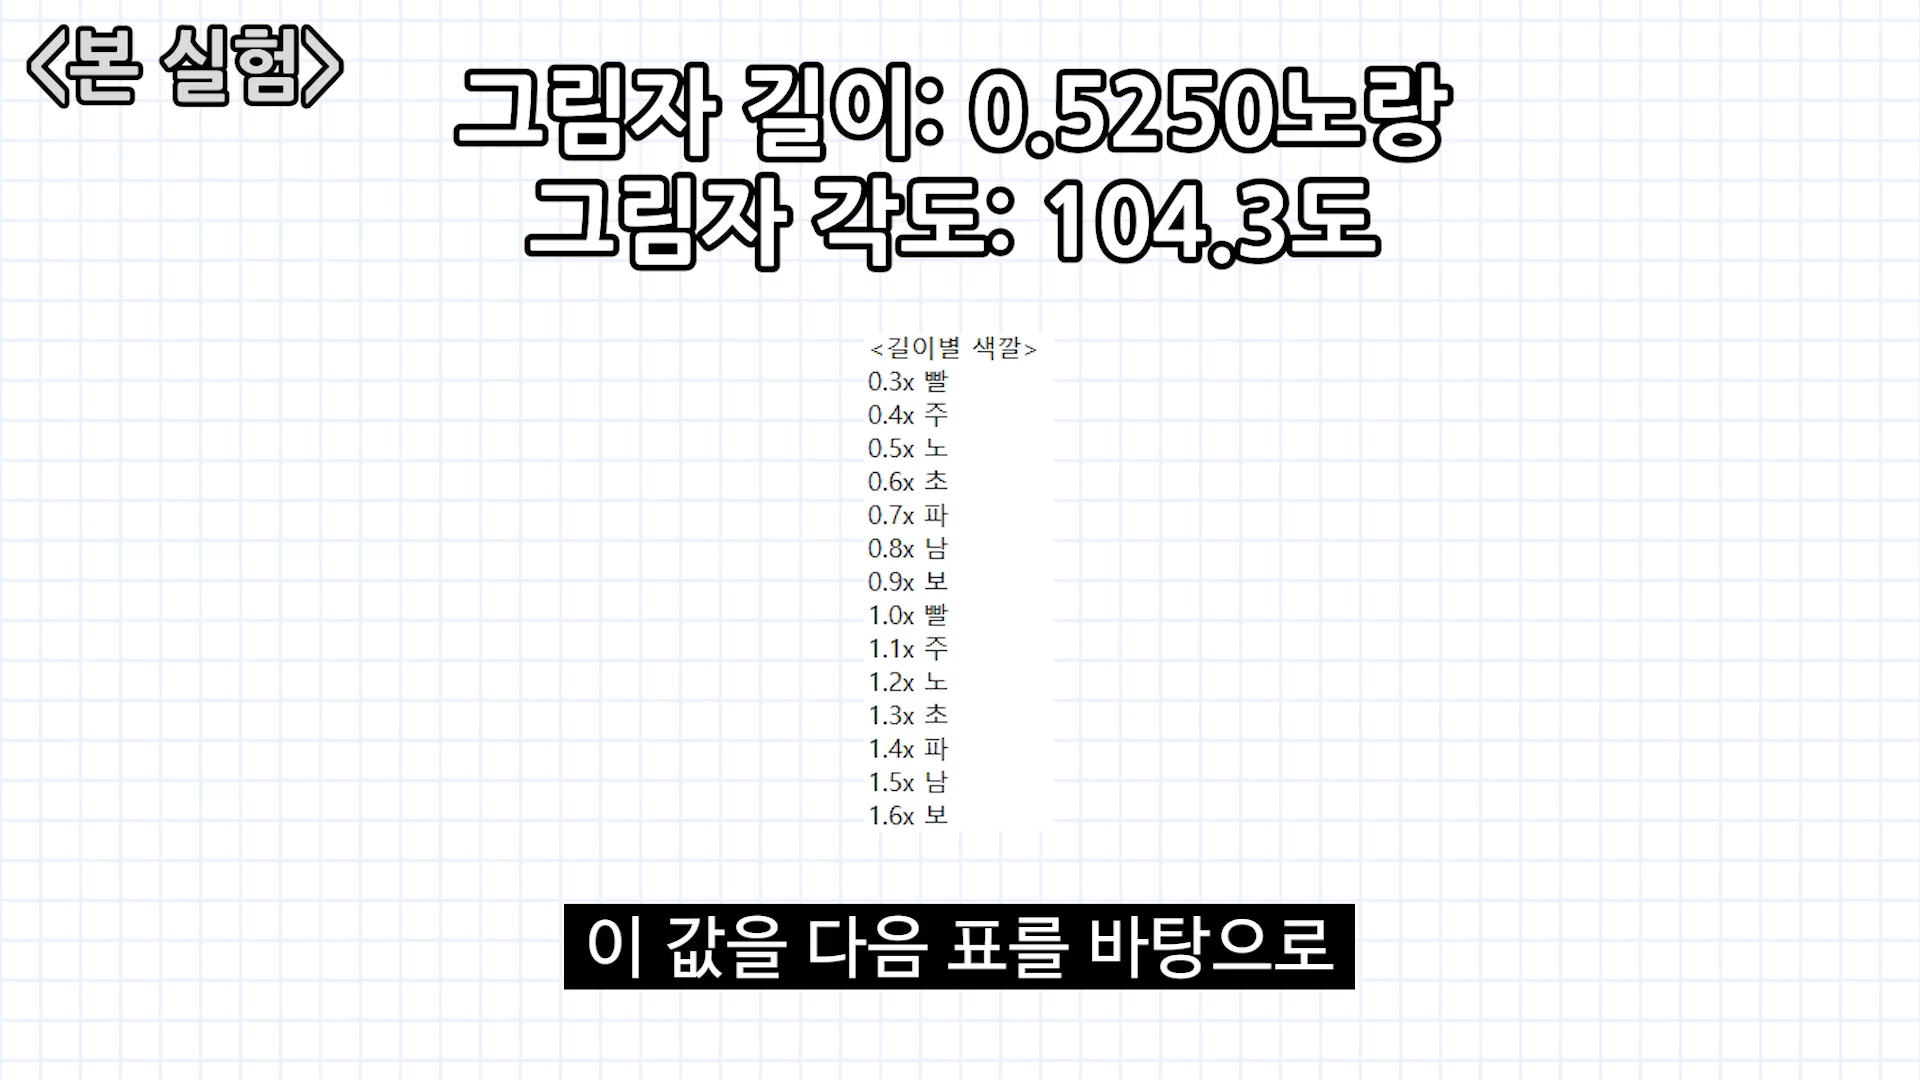 <본 실험>
그림자 길이: 0.5250노랑
그림자 각도: 104.3도
<길이별 색깔>
0.3x 빨
0.4x 주
0.5x 노
0.6x 초
0.7x 파
0.8x 남
0.9x 보
1.0x 빨
1.1x 주
1.2x 노
1.3x 초
1.4x 파
1.5x 남
1.6x 보
이 값을 다음 표를 바탕으로